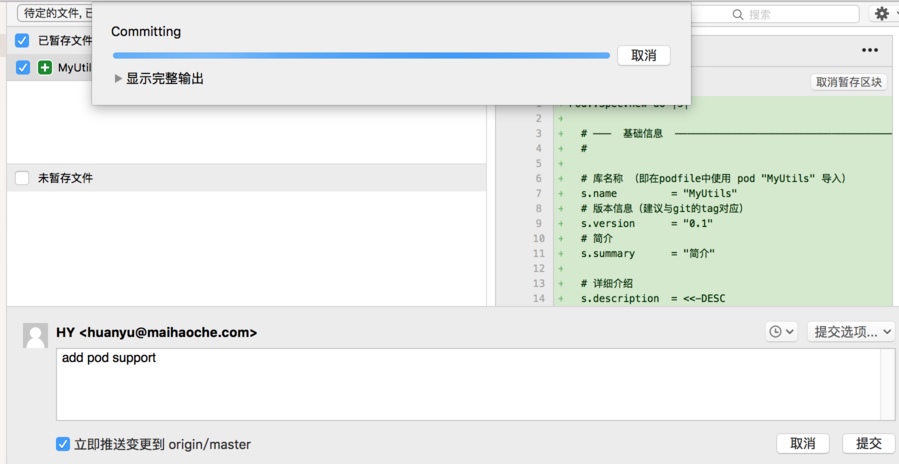 待定的文件, 已
搜索
Committing
取消
显示完整输出
已暂存文件
MyUtil
取消暂存区块
2 +
3 + # —— 基础信息 ——————————————
4 + #
5 +
6 + # 库名称 （即在podfile中使用 pod "MyUtils" 导入）
7 + s.name = "MyUtils"
8 + # 版本信息（建议与git的tag对应）
9 + s.version = "0.1"
10 + # 简介
11 + s.summary = "简介"
12 +
13 + # 详细介绍
14 + s.description = <<-DESC
未暂存文件
HY <huanyu@maihaoche.com>
提交选项...
add pod support
立即推送变更到 origin/master
取消
提交